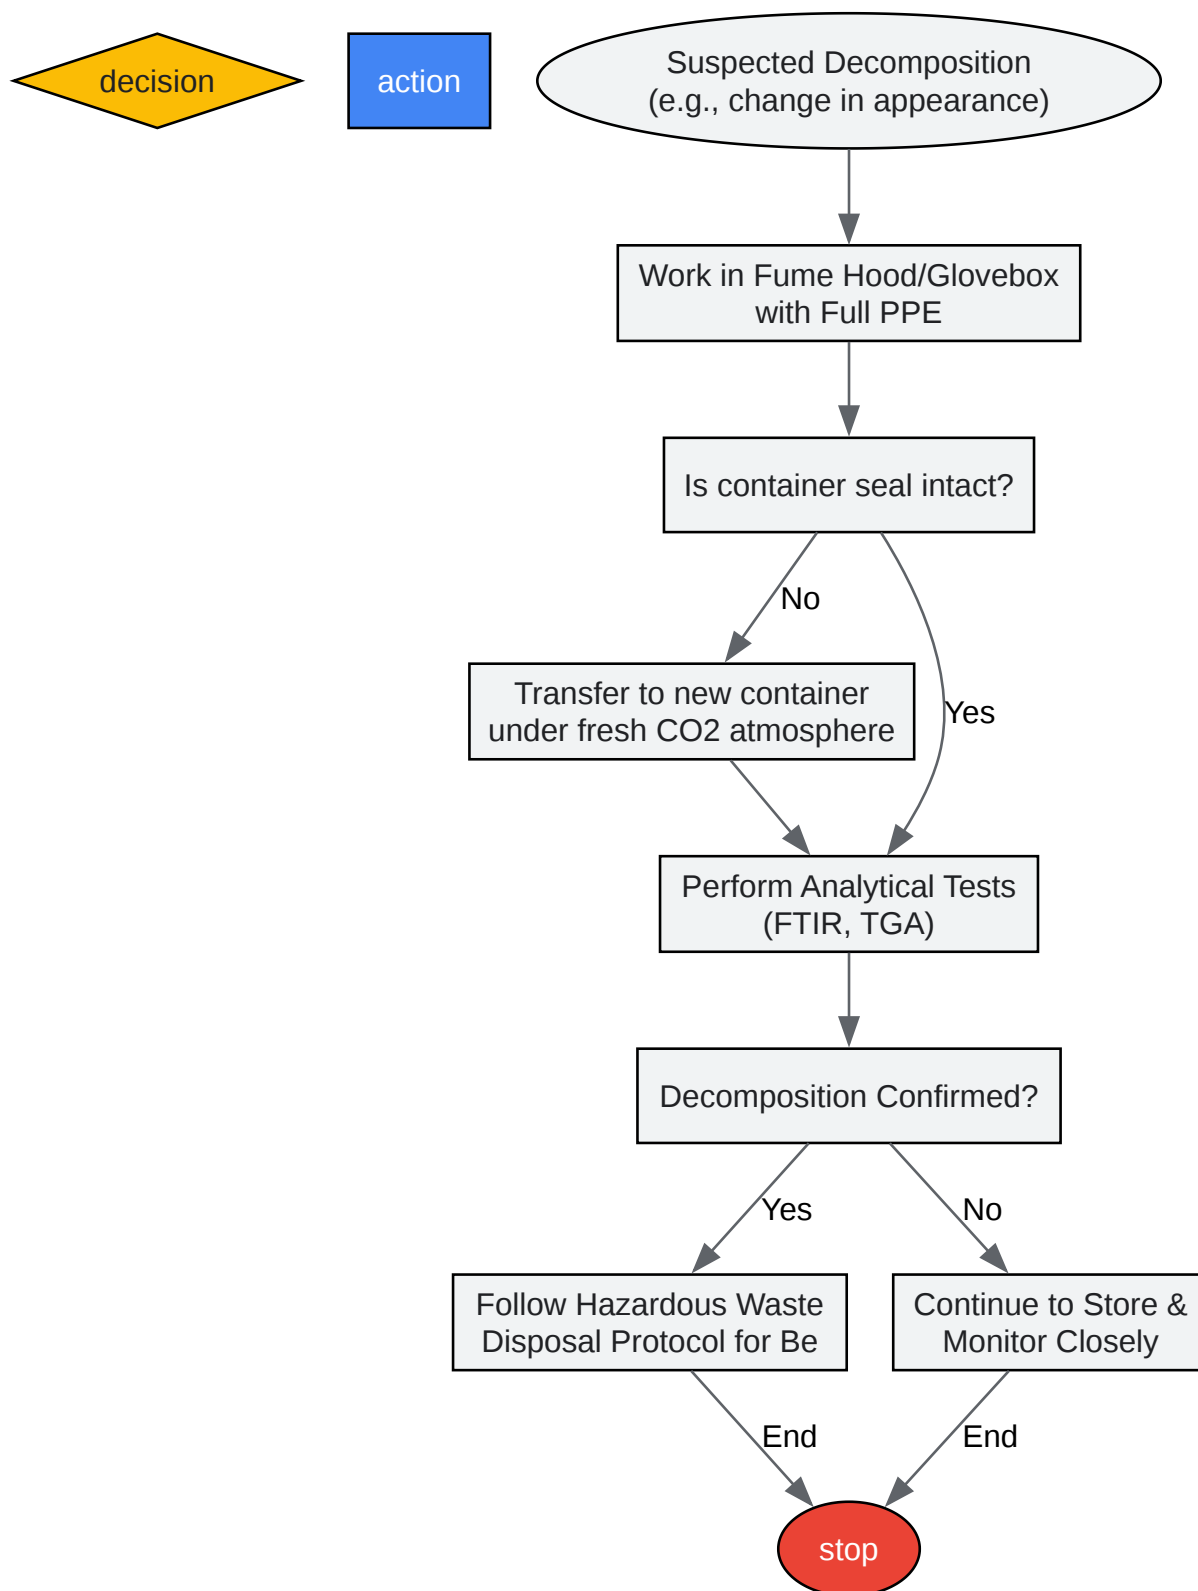 decision
action
Suspected Decomposition
(e.g., change in appearance)
Work in Fume Hood/Glovebox
with Full PPE
Is container seal intact?
No
Transfer to new container
under fresh CO2 atmosphere
Yes
Perform Analytical Tests
(FTIR, TGA)
Decomposition Confirmed?
Yes
No
Follow Hazardous Waste
Disposal Protocol for Be
Continue to Store &
Monitor Closely
End
End
stop